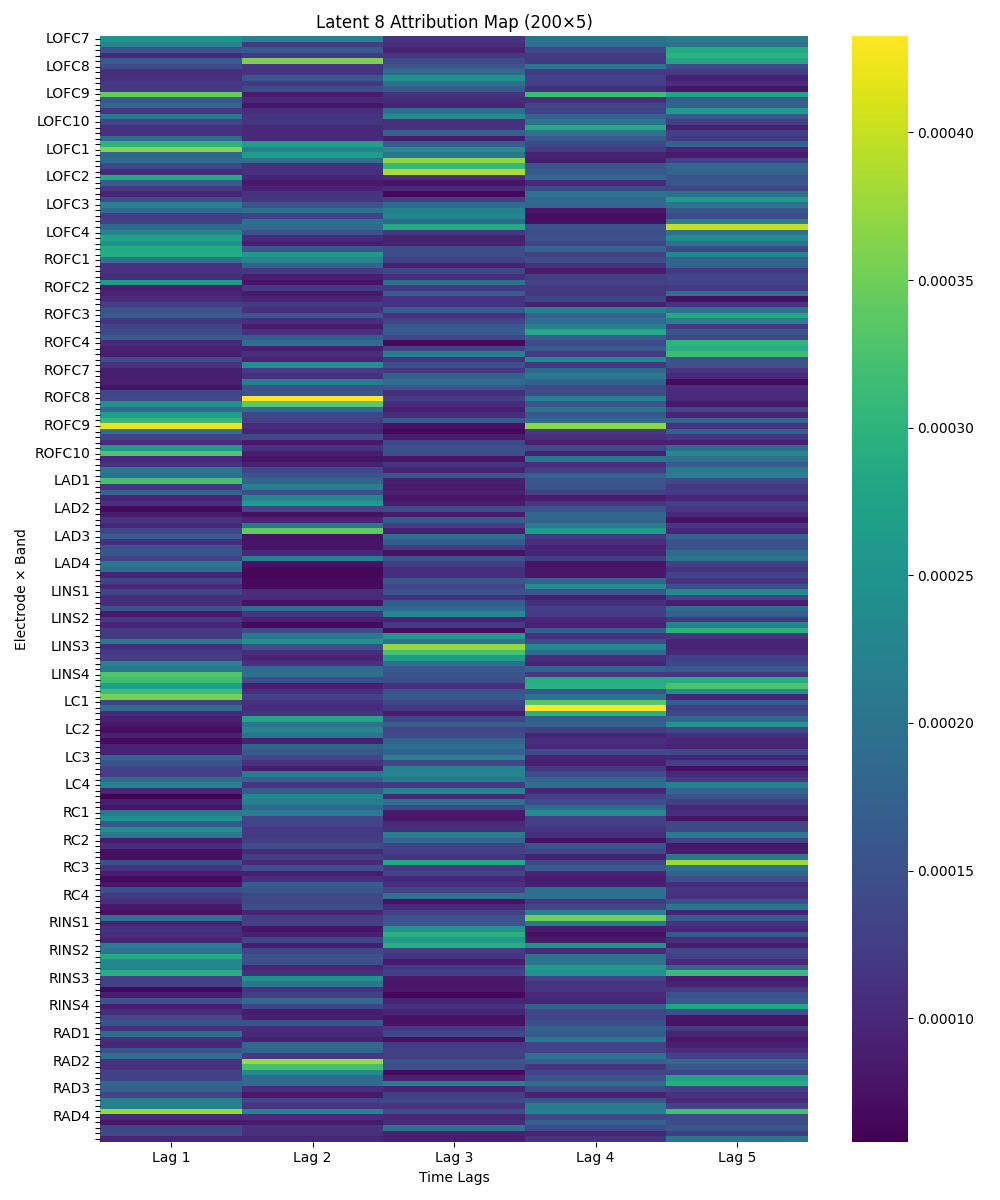 Latent 8 Attribution Map (200×5)
LOFC7
LOFC8
LOFC9
LOFC10
LOFC1
LOFC2
LOFC3
LOFC4
ROFC1
ROFC2
ROFC3
ROFC4
ROFC7
ROFC8
ROFC9
ROFC10
LAD1
LAD2
LAD3
LAD4
LINS1
LINS2
LINS3
LINS4
LC1
LC2
LC3
LC4
RC1
RC2
RC3
RC4
RINS1
RINS2
RINS3
RINS4
RAD1
RAD2
RAD3
RAD4
Electrode × Band
Lag 1 Lag 2 Lag 3 Lag 4 Lag 5
Time Lags
0.00040
0.00035
0.00030
0.00025
0.00020
0.00015
0.00010